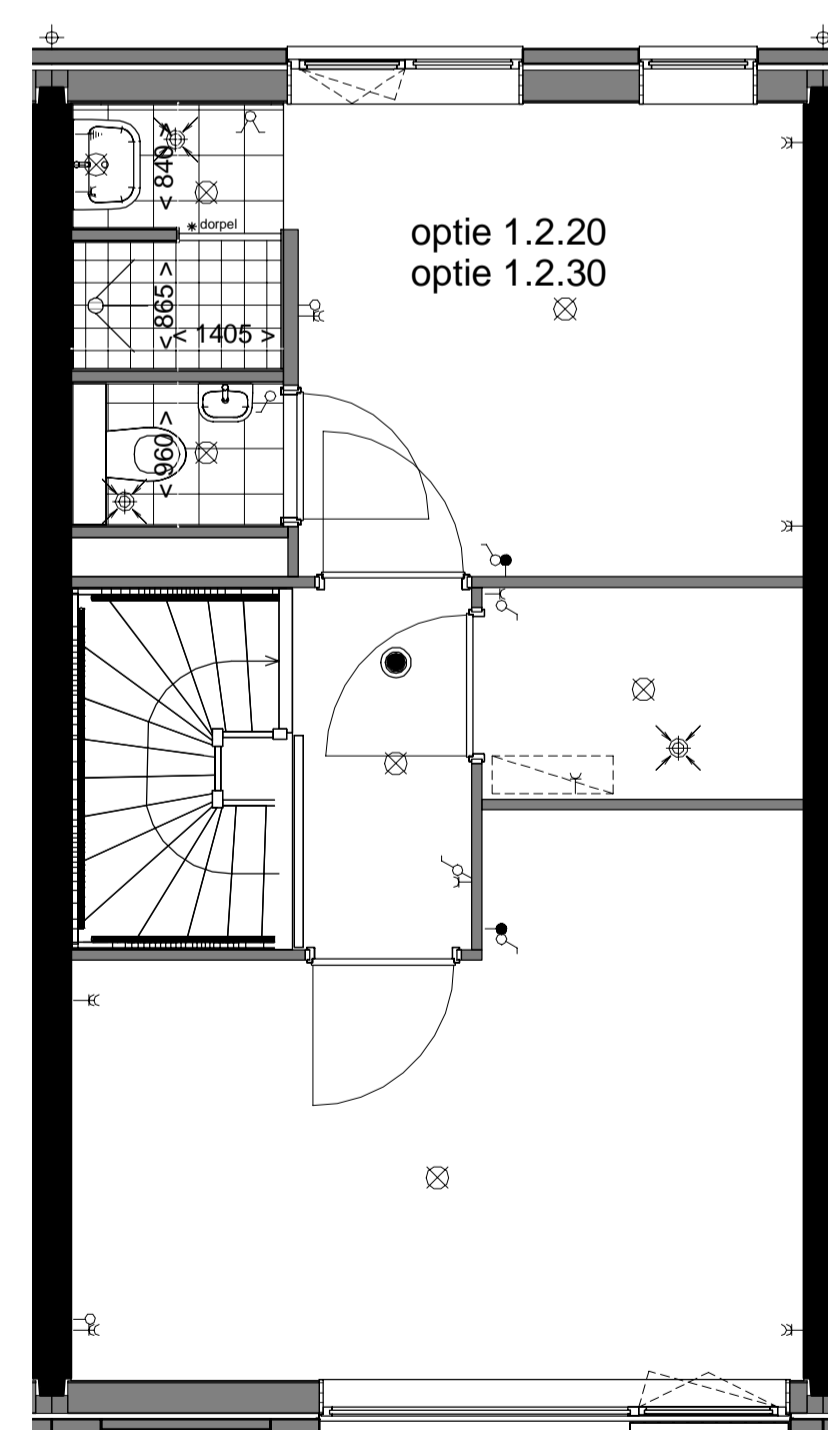 < 840 >
* dorpel
optie 1.2.20
optie 1.2.30
< 865 >
< 1405 >
< 960 >